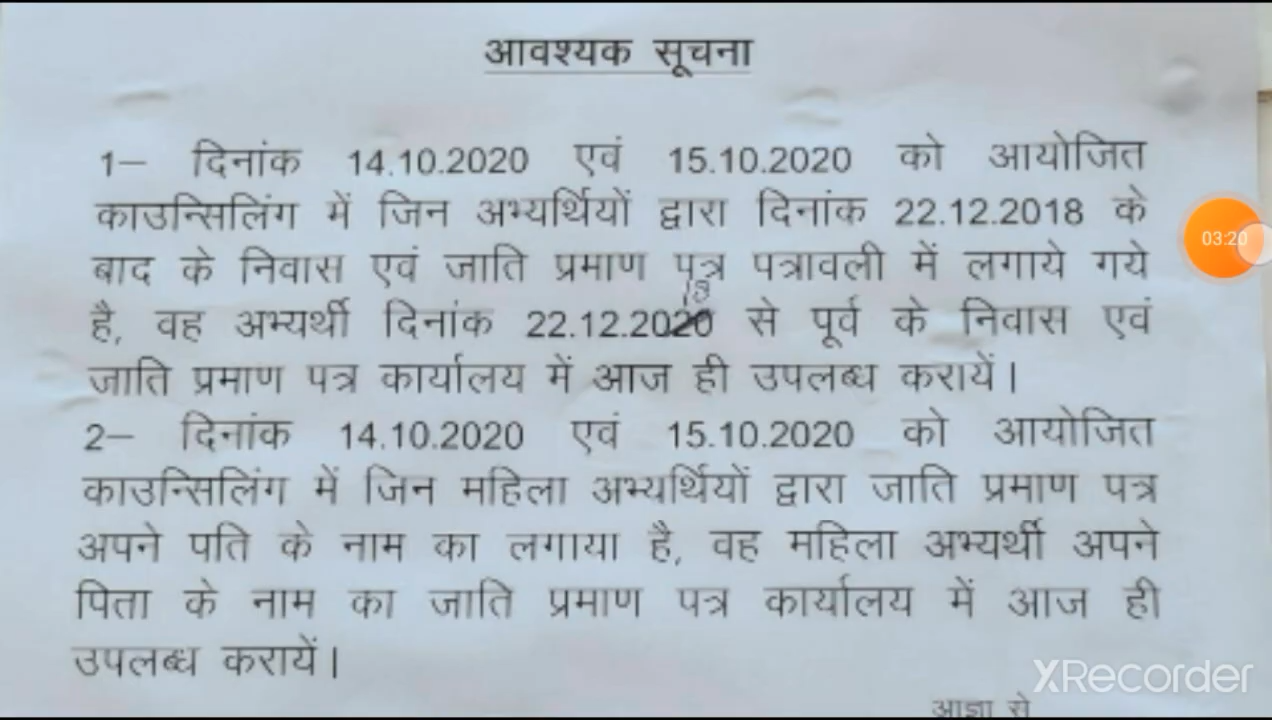 आवश्यक सूचना
1– दिनांक 14.10.2020 एवं 15.10.2020 को आयोजित
काउन्सिलिंग में जिन अभ्यर्थियों द्वारा दिनांक 22.12.2018 के
बाद के निवास एवं जाति प्रमाण पत्र पत्रावली में लगाये गये
है, वह अभ्यर्थी दिनांक 22.12.2020 18 से पूर्व के निवास एवं
जाति प्रमाण पत्र कार्यालय में आज ही उपलब्ध करायें।
2– दिनांक 14.10.2020 एवं 15.10.2020 को आयोजित
काउन्सिलिंग में जिन महिला अभ्यर्थियों द्वारा जाति प्रमाण पत्र
अपने पति के नाम का लगाया है, वह महिला अभ्यर्थी अपने
पिता के नाम का जाति प्रमाण पत्र कार्यालय में आज ही
उपलब्ध करायें।
आज्ञा से
03:20
XRecorder